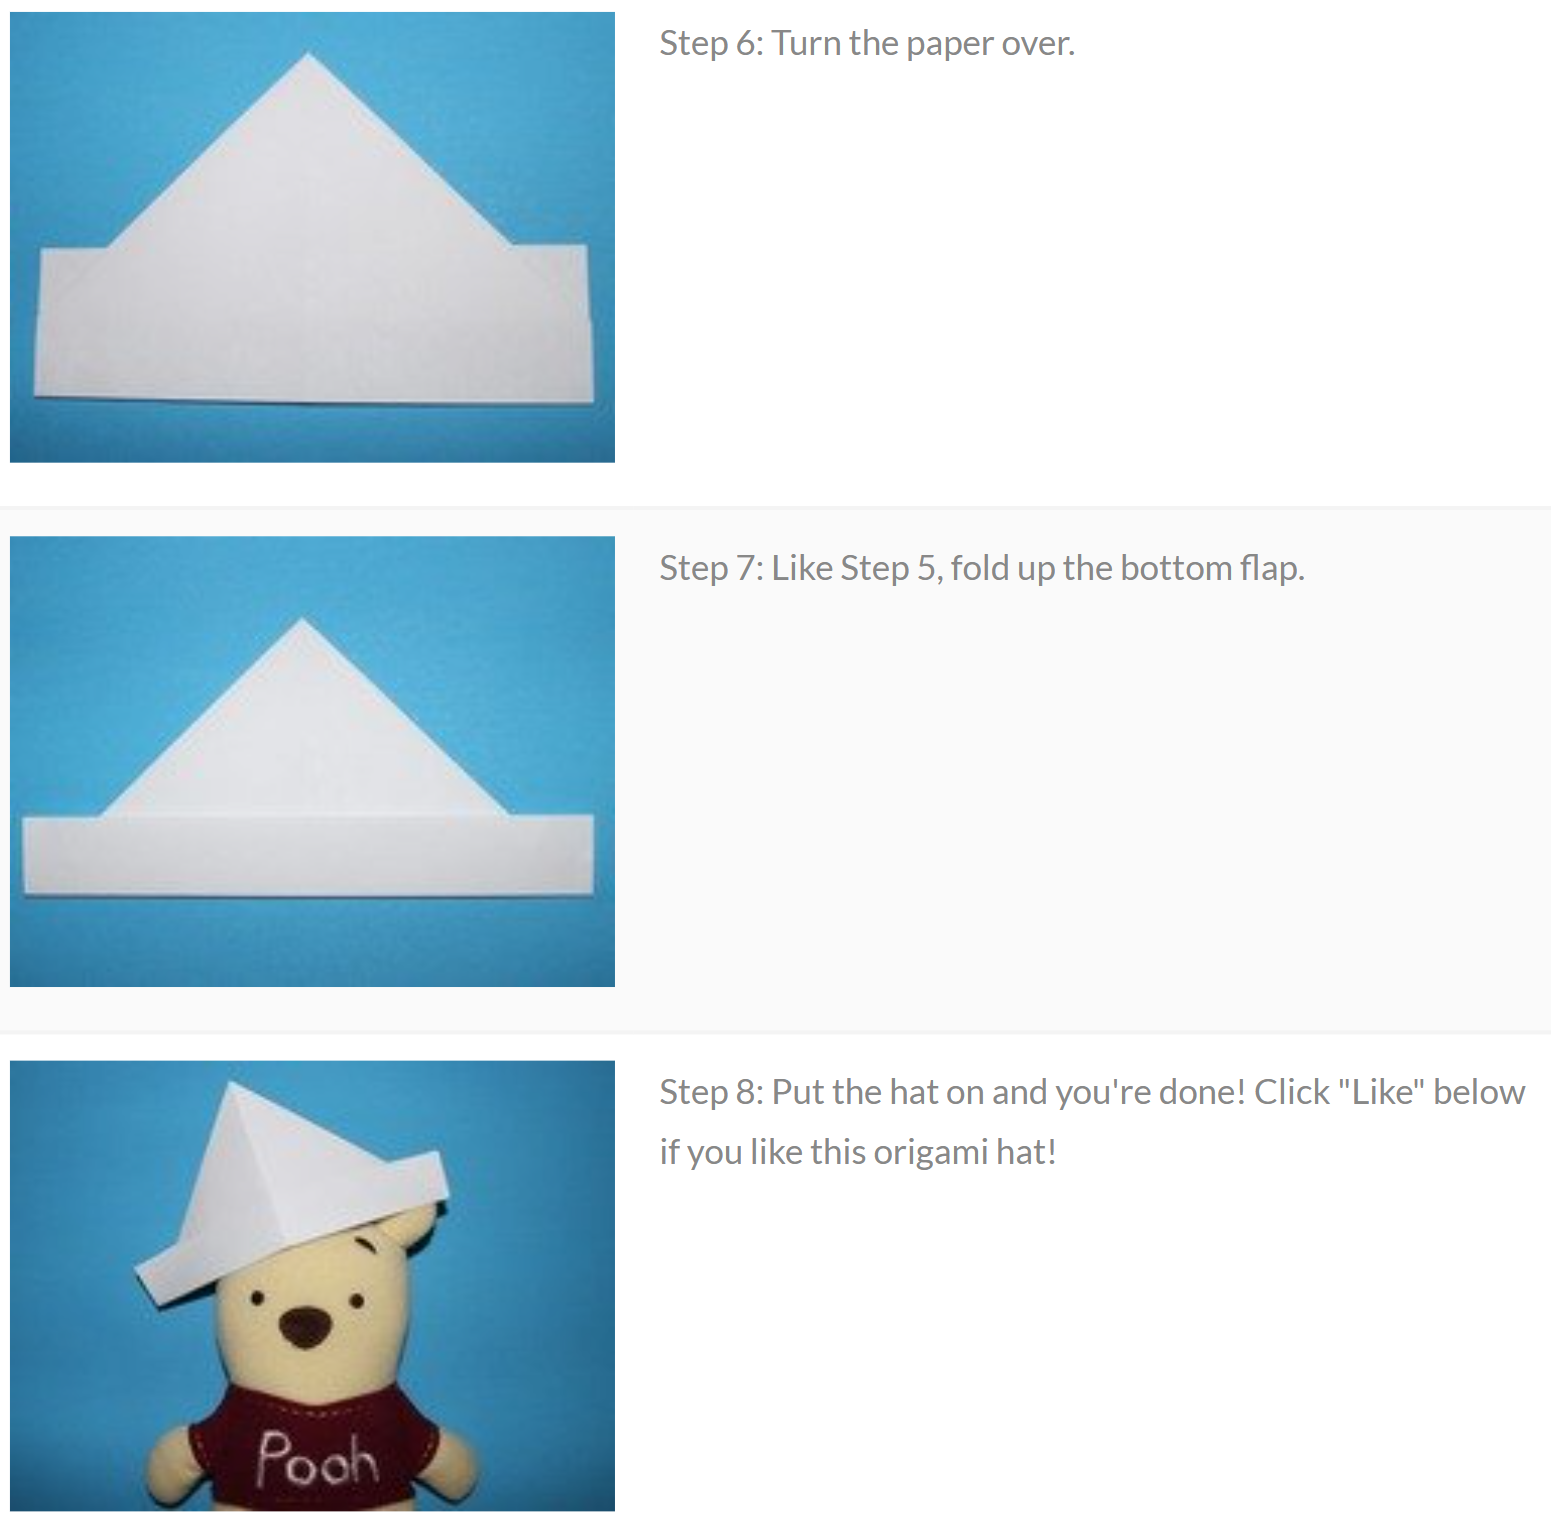 Step 6: Turn the paper over.
Step 7: Like Step 5, fold up the bottom flap.
Step 8: Put the hat on and you're done! Click "Like" below
if you like this origami hat!
Pooh